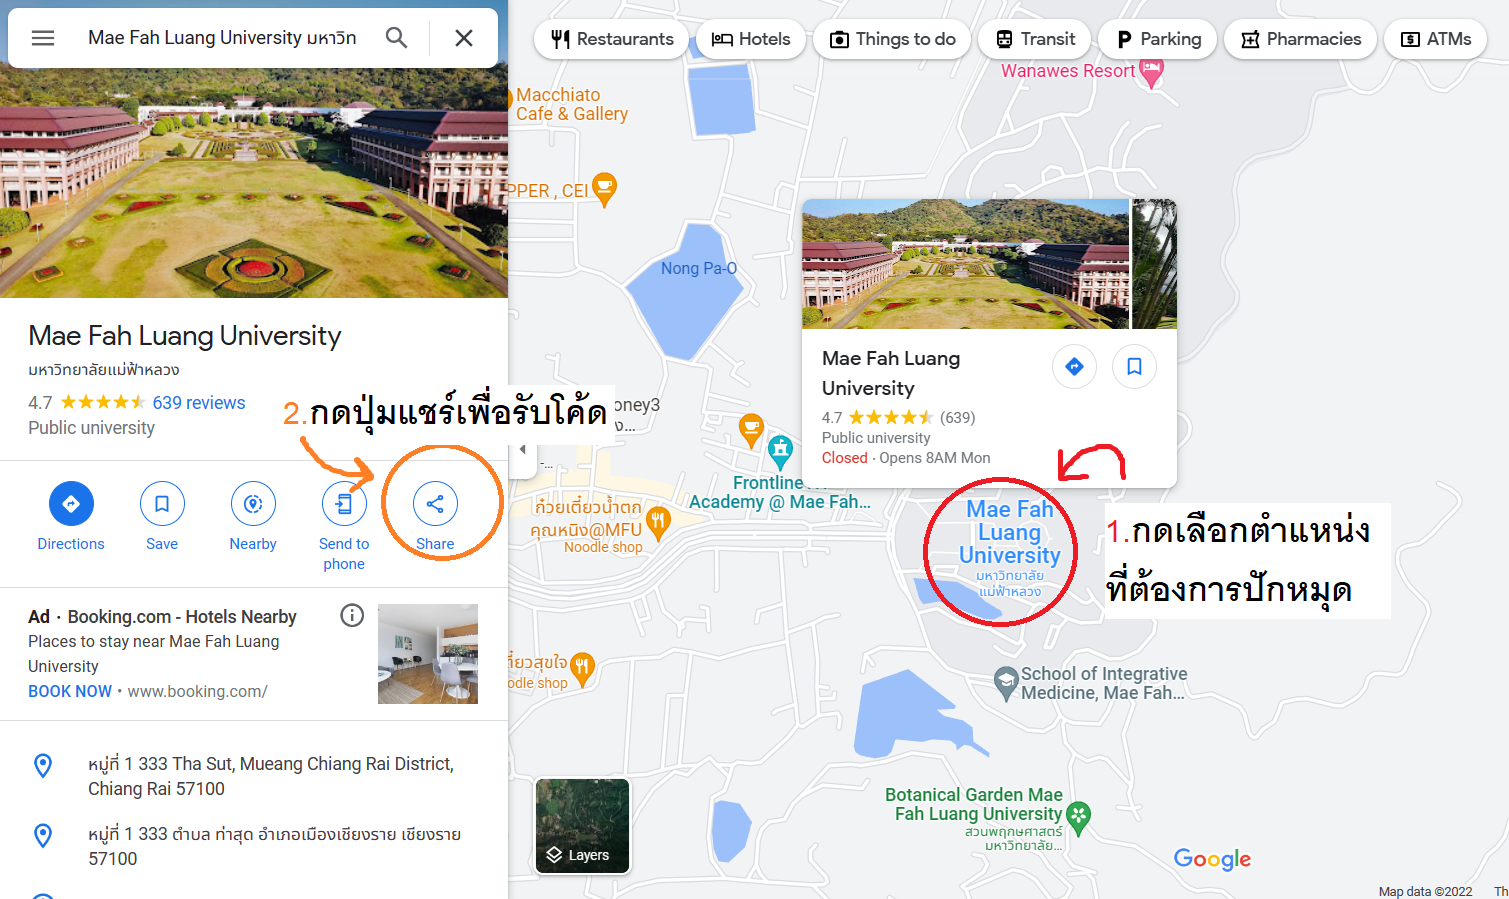 Mae Fah Luang University มหาวิท
Restaurants
Hotels
Things to do
Transit
Parking
Pharmacies
ATMs
Wanawes Resort
Macchiato
Cafe & Gallery
PPER , CEI
Nong Pa-O
Mae Fah Luang University
มหาวิทยาลัยแม่ฟ้าหลวง
4.7
639 reviews
Public university
2.กดปุ่มแชร์เพื่อรับโค้ด
oney3
Directions
Save
Nearby
Send to
phone
Share
Mae Fah Luang
University
4.7
(639)
Public university
Closed · Opens 8AM Mon
Frontline
Academy @ Mae Fah...
ก๋วยเตี๋ยวน้ำตก
คุณหนิง@MFU
Noodle shop
Mae Fah
Luang
University
มหาวิทยาลัย
แม่ฟ้าหลวง
1.กดเลือกตำแหน่ง
ที่ต้องการปักหมุด
Ad · Booking.com - Hotels Nearby
Places to stay near Mae Fah Luang
University
BOOK NOW • www.booking.com/
ตี๋ยวสุขใจ
odle shop
School of Integrative
Medicine, Mae Fah...
หมู่ที่ 1 333 Tha Sut, Mueang Chiang Rai District,
Chiang Rai 57100
หมู่ที่ 1 333 ตำบล ท่าสุด อำเภอเมืองเชียงราย เชียงราย
57100
Layers
Botanical Garden Mae
Fah Luang University
สวนพฤกษศาสตร์
มหาวิทยาลัย...
Google
Map data ©2022
Th